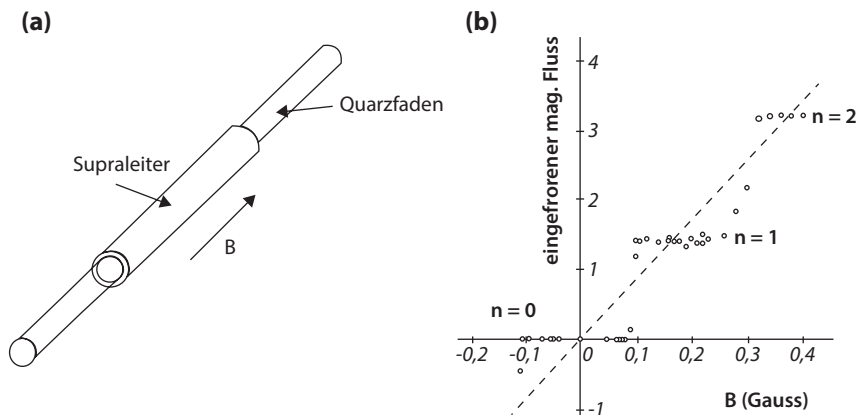 (a)
Quarzfaden
Supraleiter
B
(b)
eingefrorener mag. Fluss
4
3
2
1
-1
n = 2
n = 1
n = 0
-0,2
-0,1
0
0,1
0,2
0,3
0,4
B (Gauss)